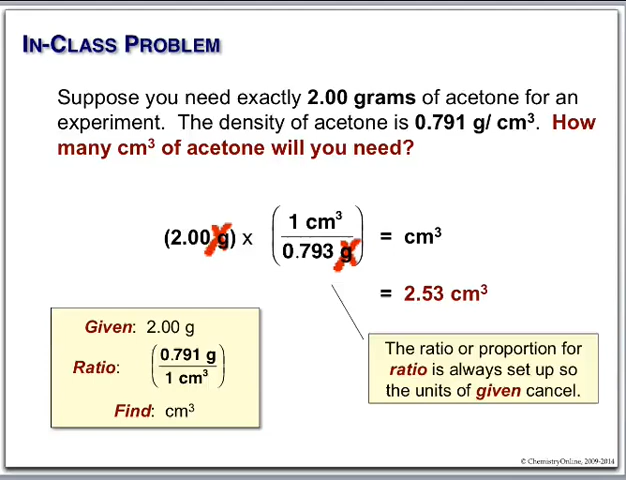 IN-CLASS PROBLEM
Suppose you need exactly 2.00 grams of acetone for an
experiment. The density of acetone is 0.791 g/ cm³. How
many cm³ of acetone will you need?
(2.00 g) x (1 cm³ / 0.793 g) = cm³
= 2.53 cm³
Given: 2.00 g
Ratio: (0.791 g / 1 cm³)
Find: cm³
The ratio or proportion for
ratio is always set up so
the units of given cancel.
© ChemistryOnline, 2009-2014